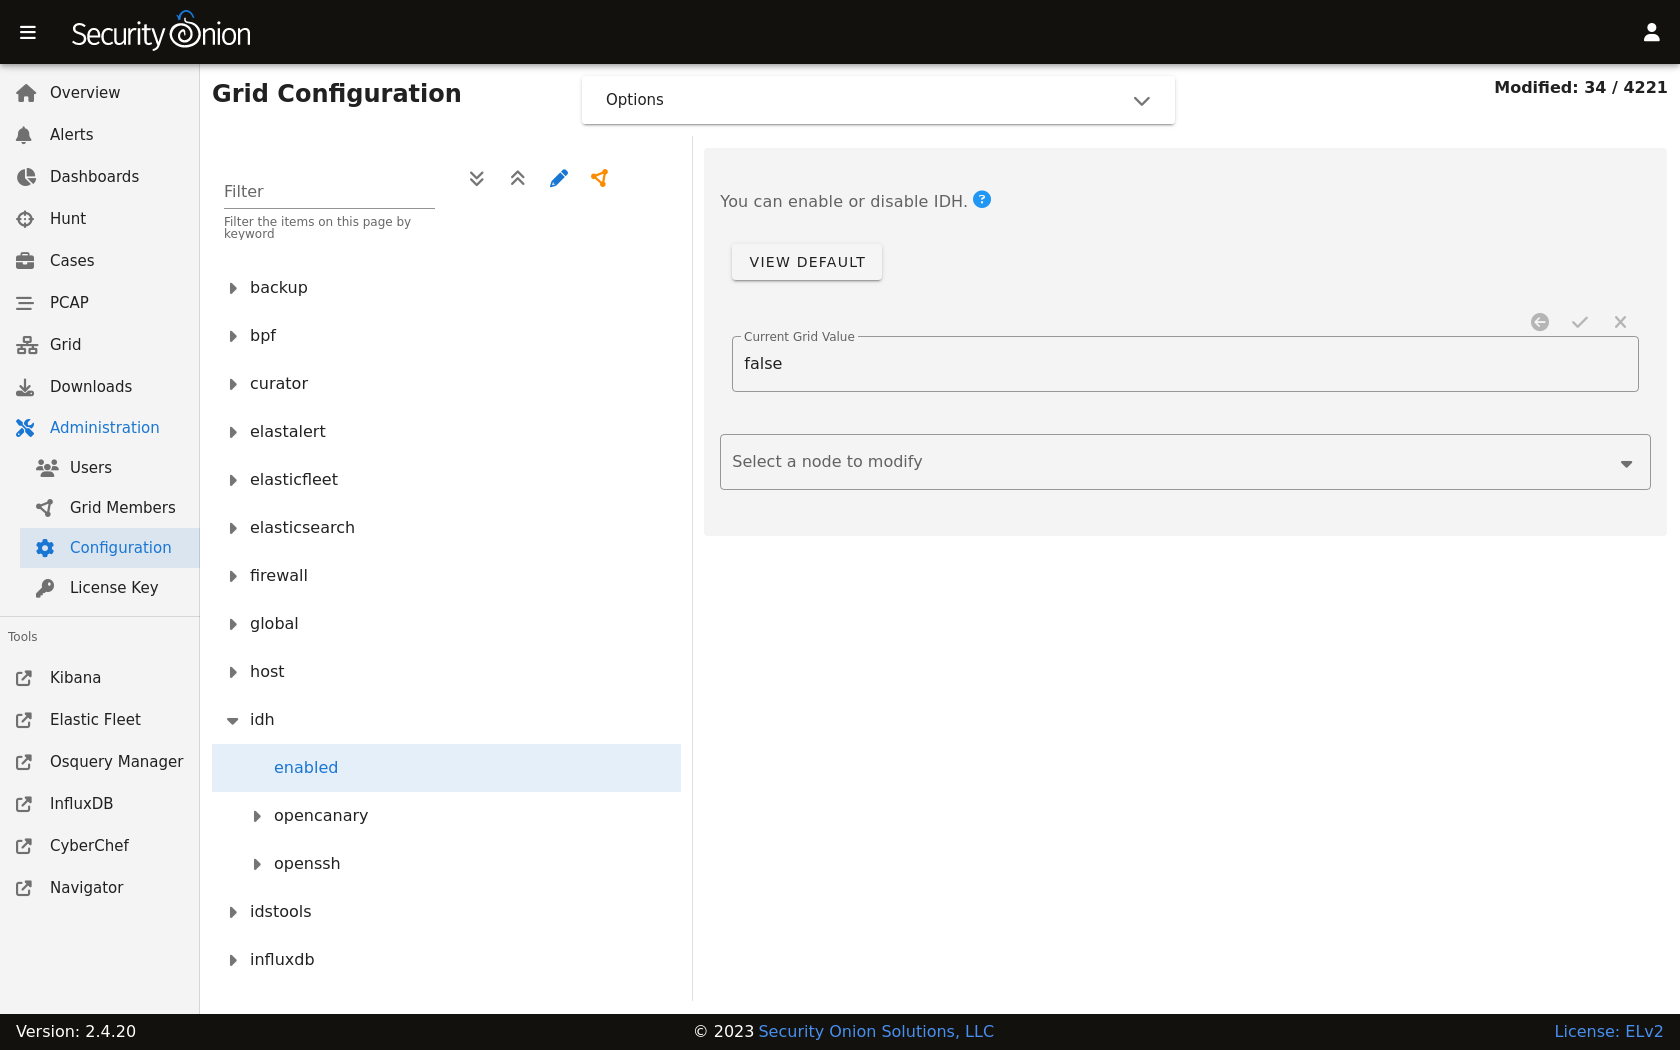 Security Onion
Overview
Alerts
Dashboards
Hunt
Cases
PCAP
Grid
Downloads
Administration
Users
Grid Members
Configuration
License Key
Tools
Kibana
Elastic Fleet
Osquery Manager
InfluxDB
CyberChef
Navigator
Grid Configuration
Options
Modified: 34 / 4221
Filter
Filter the items on this page by
keyword
backup
bpf
curator
elastalert
elasticfleet
elasticsearch
firewall
global
host
idh
enabled
opencanary
openssh
idstools
influxdb
You can enable or disable IDH.
VIEW DEFAULT
Current Grid Value
false
Select a node to modify
Version: 2.4.20
© 2023 Security Onion Solutions, LLC
License: ELv2